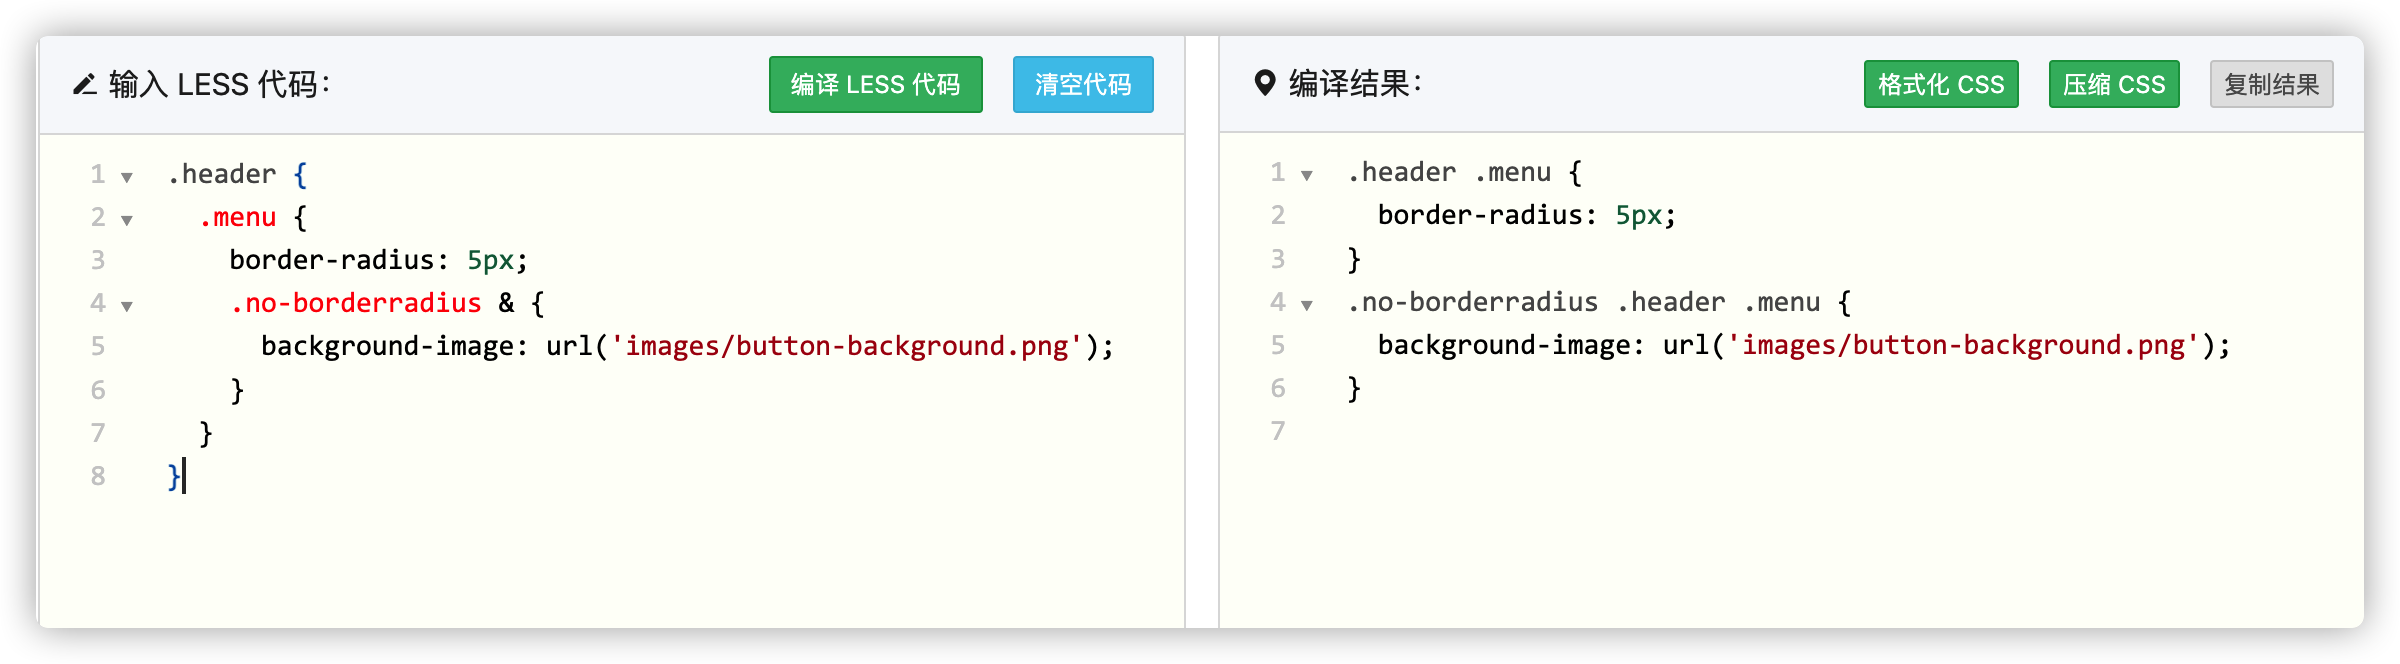 输入 LESS 代码： 编译 LESS 代码 清空代码
1 .header {
2   .menu {
3     border-radius: 5px;
4     .no-borderradius & {
5       background-image: url('images/button-background.png');
6     }
7   }
8 }
编译结果： 格式化 CSS 压缩 CSS 复制结果
1 .header .menu {
2   border-radius: 5px;
3 }
4 .no-borderradius .header .menu {
5   background-image: url('images/button-background.png');
6 }
7